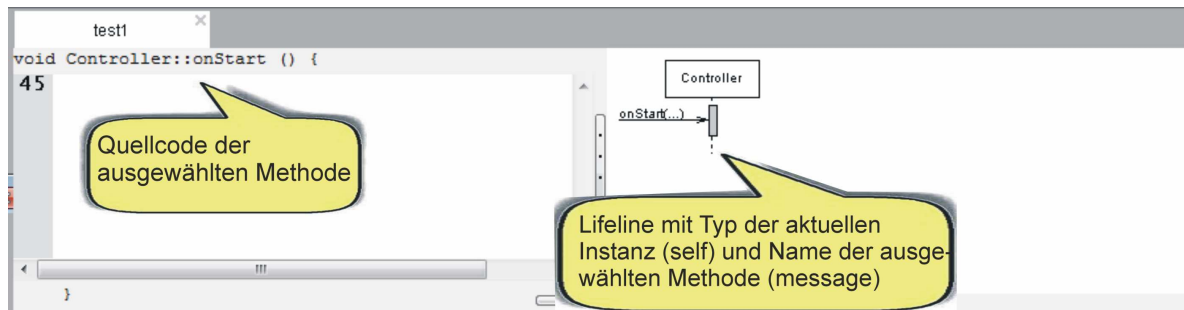 test1
void Controller::onStart () {
45
Quellcode der
ausgewählten Methode
}
Controller
onStart(...)
Lifeline mit Typ der aktuellen
Instanz (self) und Name der ausge-
wählten Methode (message)